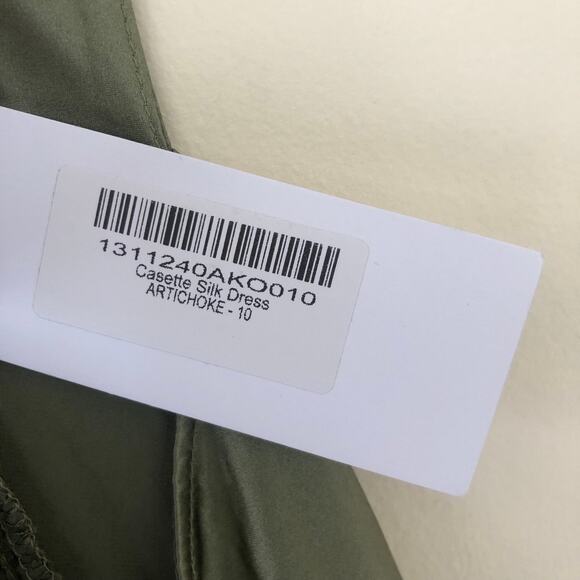 1311240AKO010
Casette Silk Dress
ARTICHOKE - 10